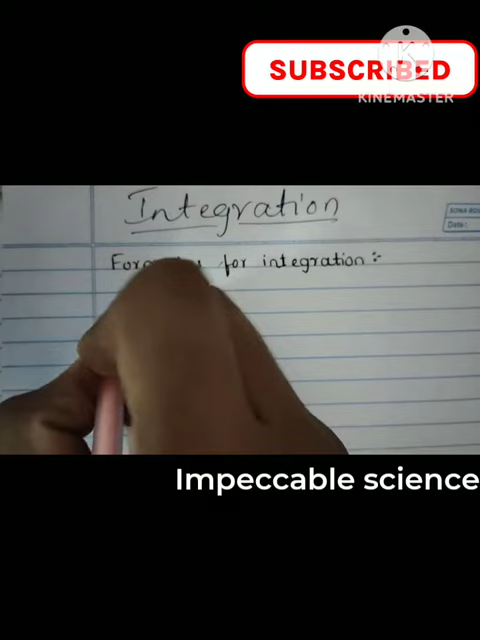 SUBSCRIBED
KINEMASTER
Integration
for integration :-
Date:
Impeccable science